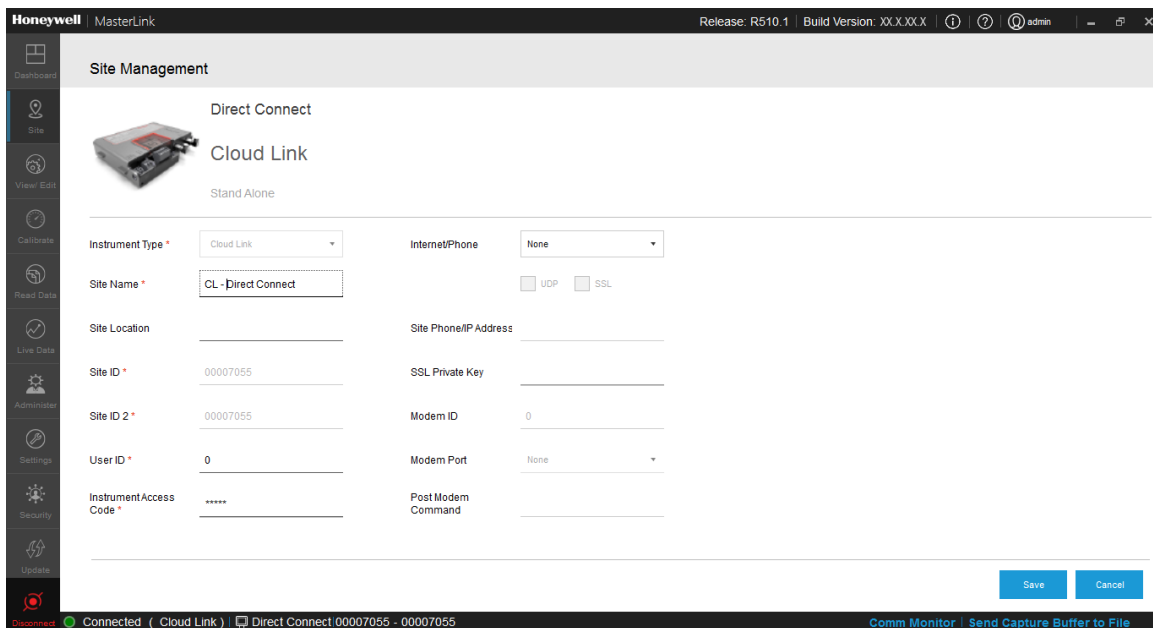 Honeywell | MasterLink
Release: R510.1 | Build Version: XX.X.XX.X
admin
Dashboard
Site
View/ Edit
Calibrate
Read Data
Live Data
Administer
Settings
Security
Update
Disconnect
Site Management
Direct Connect
Cloud Link
Stand Alone
Instrument Type * Cloud Link
Internet/Phone None
Site Name * CL - Direct Connect
UDP SSL
Site Location
Site Phone/IP Address
Site ID * 00007055
SSL Private Key
Site ID 2 * 00007055
Modem ID 0
User ID * 0
Modem Port None
Instrument Access
Code * *****
Post Modem
Command
Save Cancel
Connected ( Cloud Link ) | Direct Connect|00007055 - 00007055
Comm Monitor | Send Capture Buffer to File